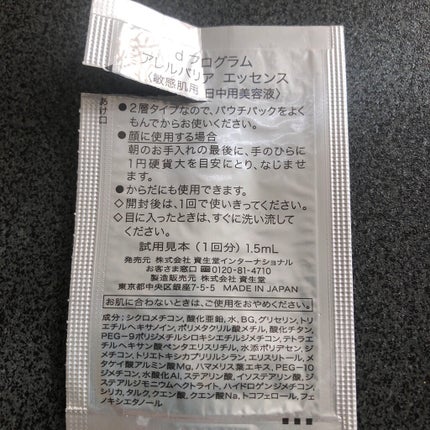 dプログラム
アレルバリア エッセンス
〈敏感肌用
日中用美容液〉
あけ口
●2層タイプなので、パウチパックをよく
もんでからお使いください。
●顔に使用する場合
朝のお手入れの最後に、手のひらに
1円硬貨大を目安にとり、なじませ
ます。
●からだにも使用できます。
◇開封後は、1回で使いきってください。
◇目に入ったときは、すぐに洗い流して
ください。
試用見本（1回分）1.5mL
発売元 株式会社 資生堂インターナショナル
お客さま窓口 0120-81-4710
製造販売元 株式会社 資生堂
東京都中央区銀座7-5-5 MADE IN JAPAN
お肌に合わないときは、ご使用をおやめください。
成分：シクロメチコン、酸化亜鉛、水、BG、グリセリン、トリ
エチルヘキサノイン、ポリメタクリル酸メチル、酸化チタン、
PEG-9ポリジメチルシロキシエチルジメチコン、テトラエ
チルヘキサン酸ペンタエリスリチル、水添ポリデセン、ジ
メチコン、トリエトキシカプリリルシラン、エリスリトール、メ
タケイ酸アルミン酸Mg、ハマメリス葉エキス、PEG-10
ジメチコン、水酸化Al、ステアリン酸、イソステアリン酸、ジ
ステアルジモニウムヘクトライト、ハイドロゲンジメチコン、
シリカ、タルク、クエン酸、クエン酸Na、トコフェロール、フェ
ノキシエタノール